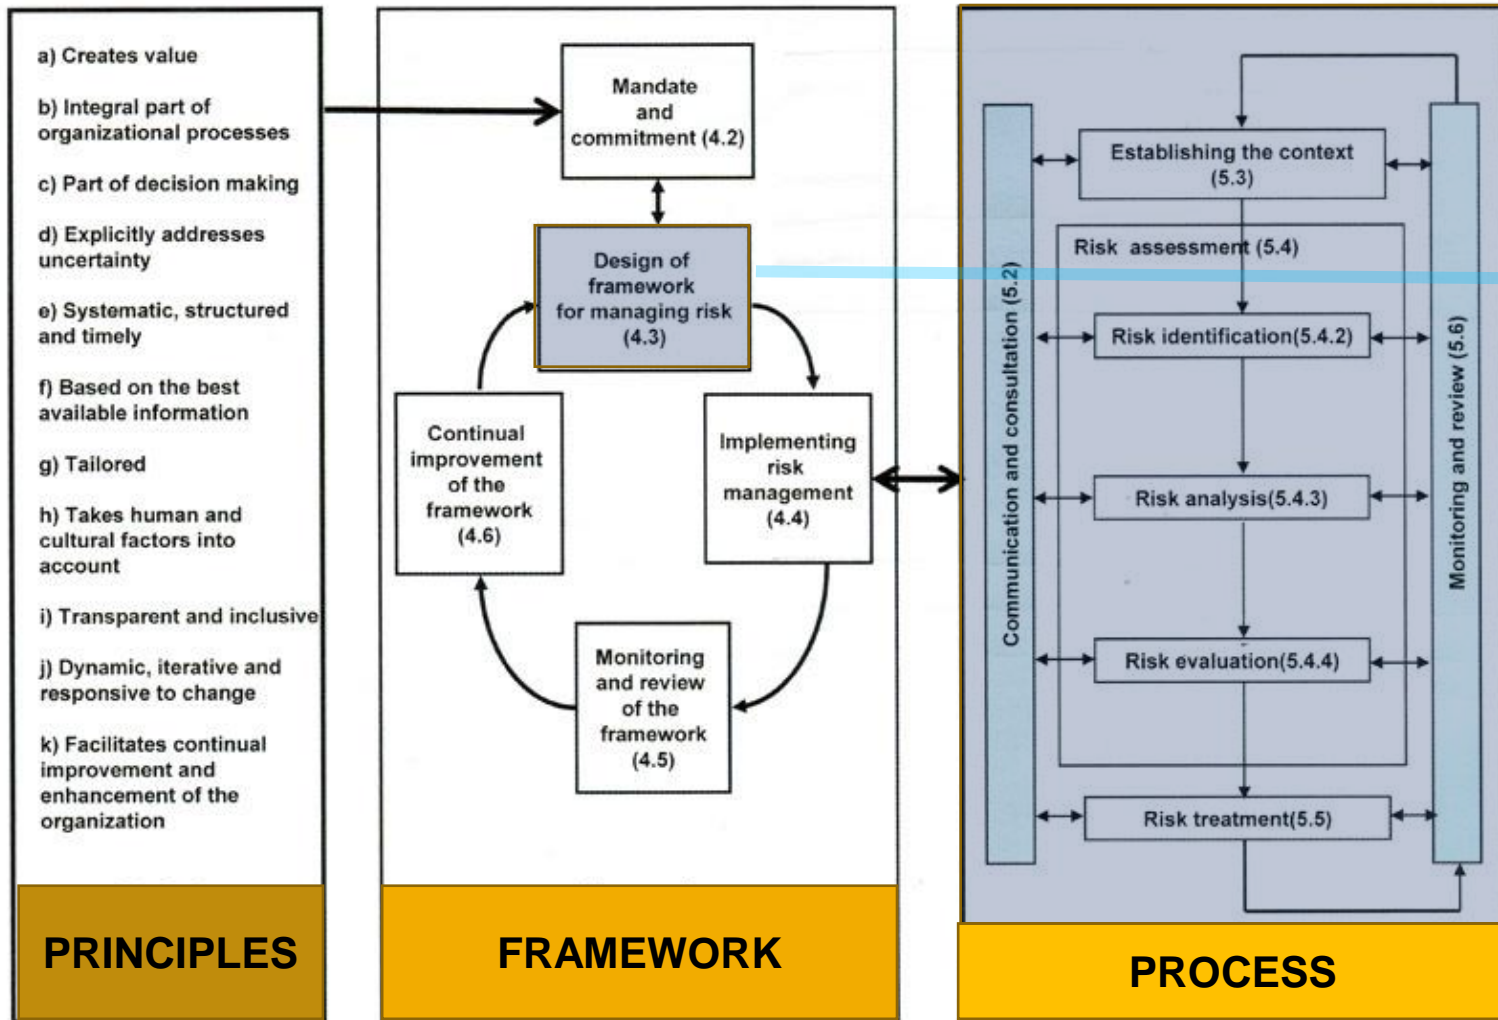 a) Creates value
b) Integral part of
organizational processes
c) Part of decision making
d) Explicitly addresses
uncertainty
e) Systematic, structured
and timely
f) Based on the best
available information
g) Tailored
h) Takes human and
cultural factors into
account
i) Transparent and inclusive
j) Dynamic, iterative and
responsive to change
k) Facilitates continual
improvement and
enhancement of the
organization
PRINCIPLES
Mandate
and
commitment (4.2)
Design of
framework
for managing risk
(4.3)
Continual
improvement
of the
framework
(4.6)
Implementing
risk
management
(4.4)
Monitoring
and review
of the
framework
(4.5)
FRAMEWORK
Communication and consultation (5.2)
Establishing the context
(5.3)
Risk assessment (5.4)
Risk identification(5.4.2)
Risk analysis(5.4.3)
Risk evaluation(5.4.4)
Risk treatment(5.5)
Monitoring and review (5.6)
PROCESS